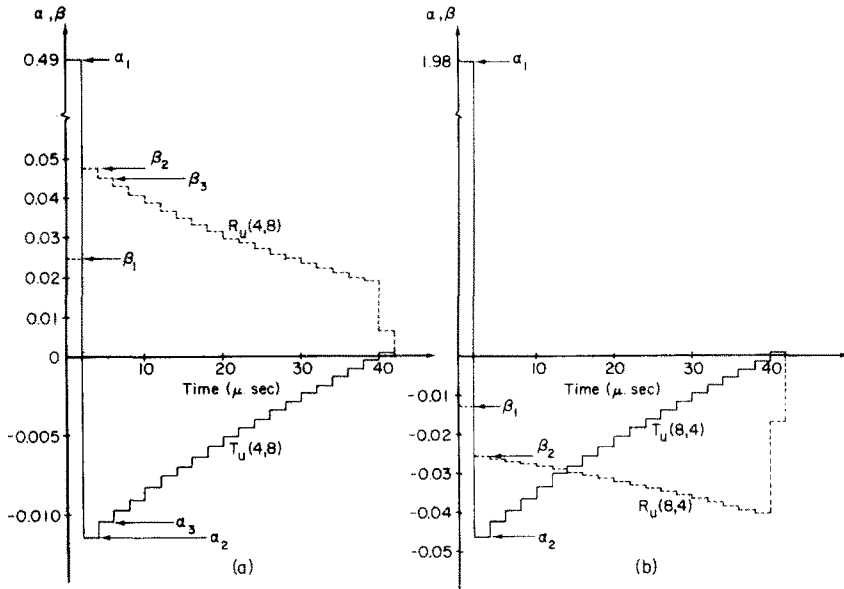 α ,β
0.49
α₁
0.05
β₂
0.04
β₃
0.03
Rᵤ(4,8)
0.02
β₁
0.01
0
10
20
30
40
Time (μ. sec)
-0.005
Tᵤ(4,8)
-0.010
α₃
α₂
(a)
α ,β
1.98
α₁
0
10
20
30
40
Time (μ. sec)
-0.01
β₁
-0.02
Tᵤ(8,4)
β₂
-0.03
Rᵤ(8,4)
-0.04
α₂
-0.05
(b)